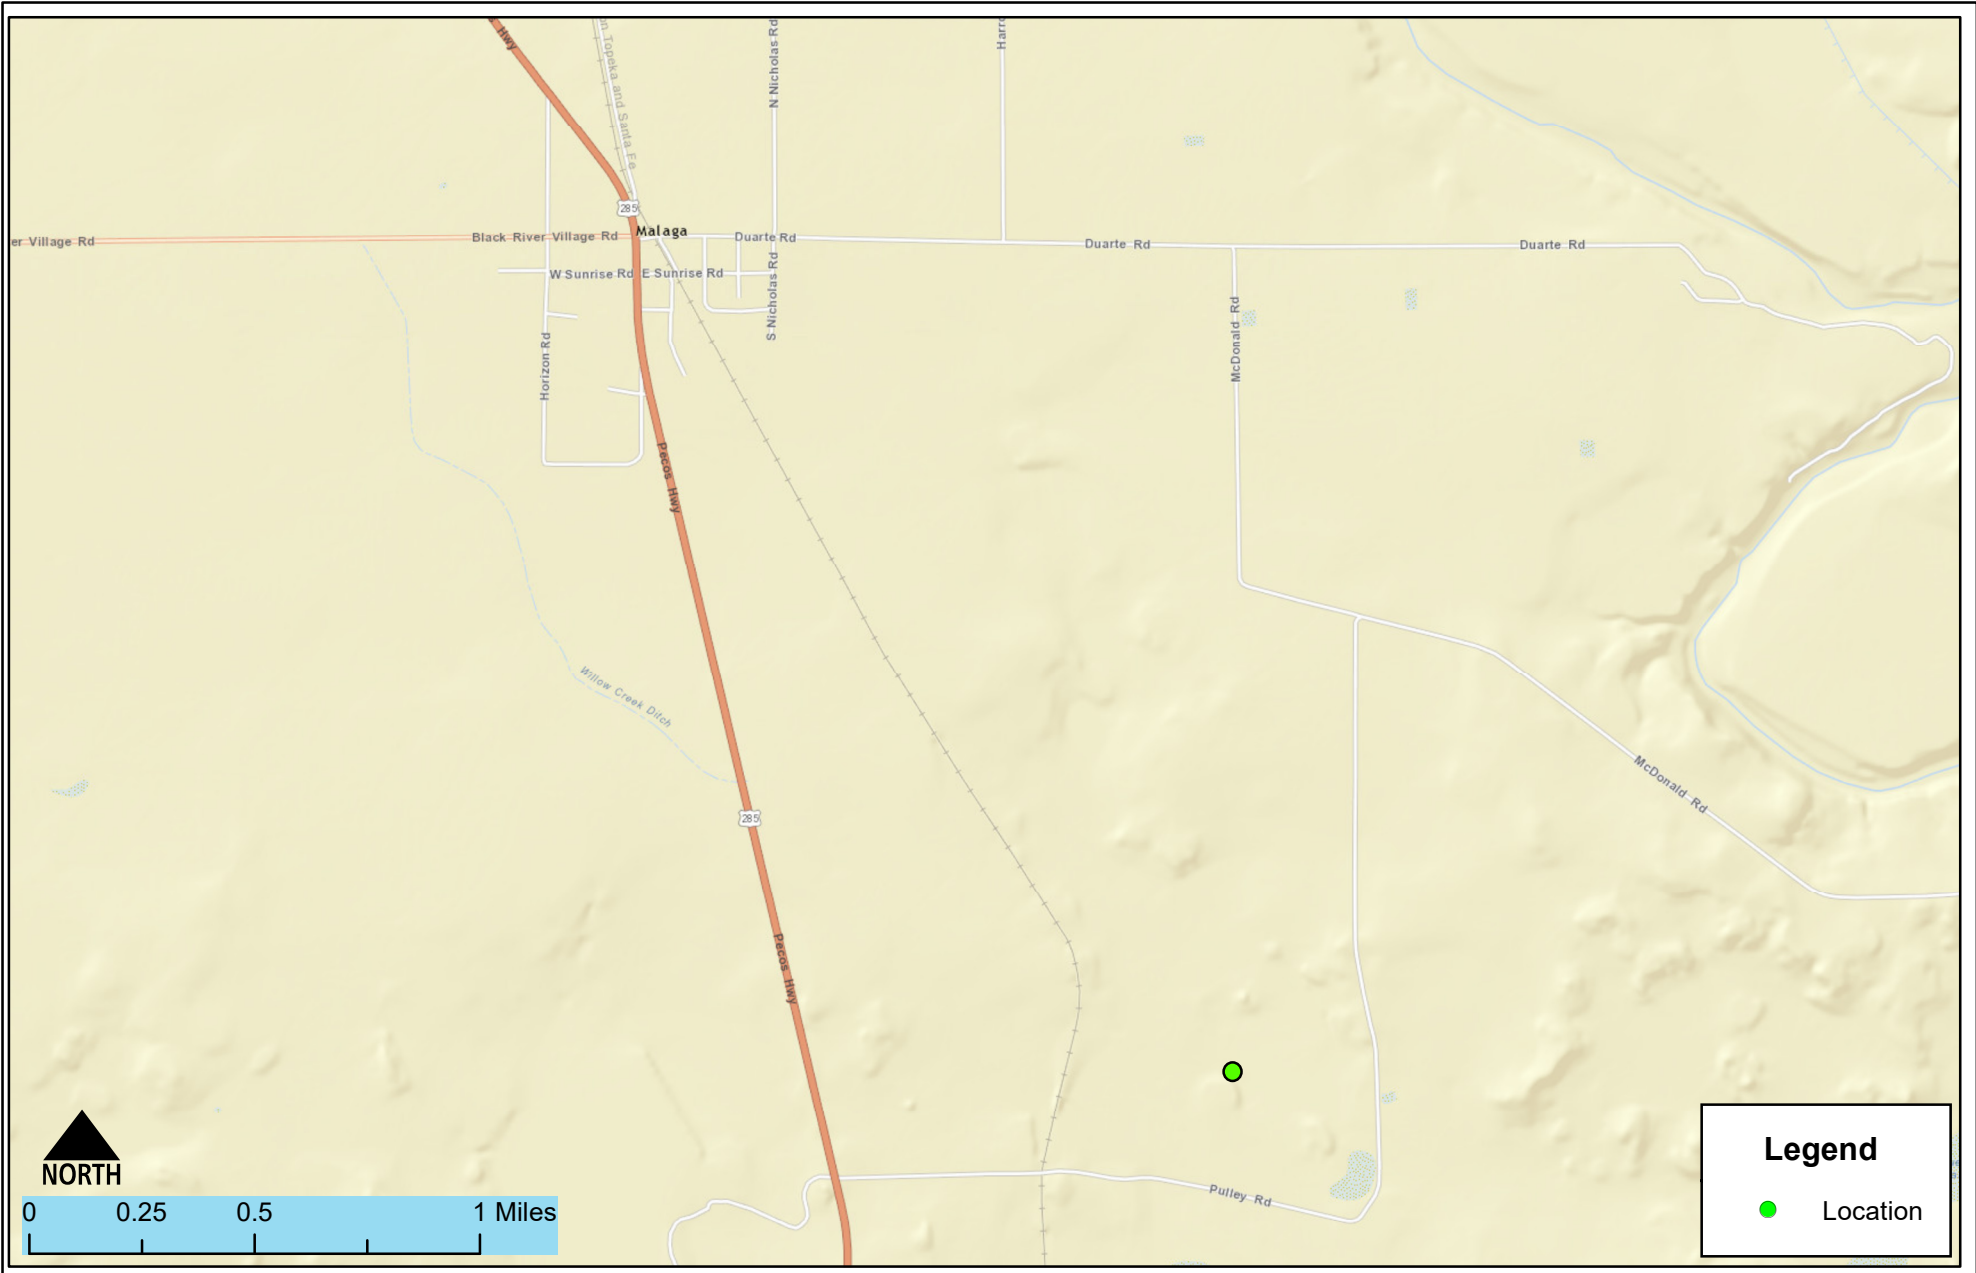 Hwy
n Topeka and Santa Fe
N Nicholas Rd
Harro
285
Malaga
er Village Rd
Black River Village Rd
Duarte Rd
Duarte Rd
Duarte Rd
W Sunrise Rd
E Sunrise Rd
S Nicholas Rd
Horizon Rd
McDonald Rd
Pecos Hwy
Willow Creek Ditch
McDonald Rd
285
Pecos Hwy
Pulley Rd
NORTH
0 0.25 0.5 1 Miles
Legend
Location